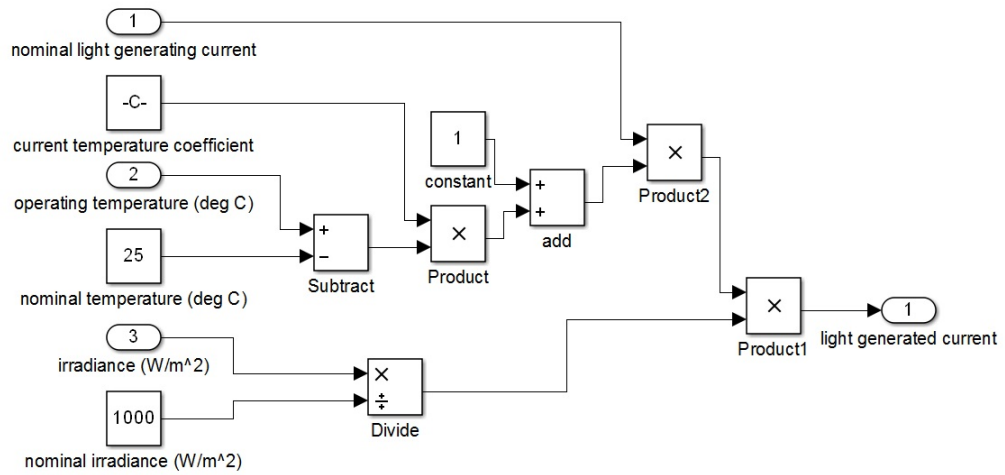 1
nominal light generating current
-C-
current temperature coefficient
1
constant
2
operating temperature (deg C)
25
nominal temperature (deg C)
+
−
Subtract
×
Product
+
+
add
×
Product2
3
irradiance (W/m^2)
1000
nominal irradiance (W/m^2)
×
÷
Divide
×
Product1
1
light generated current